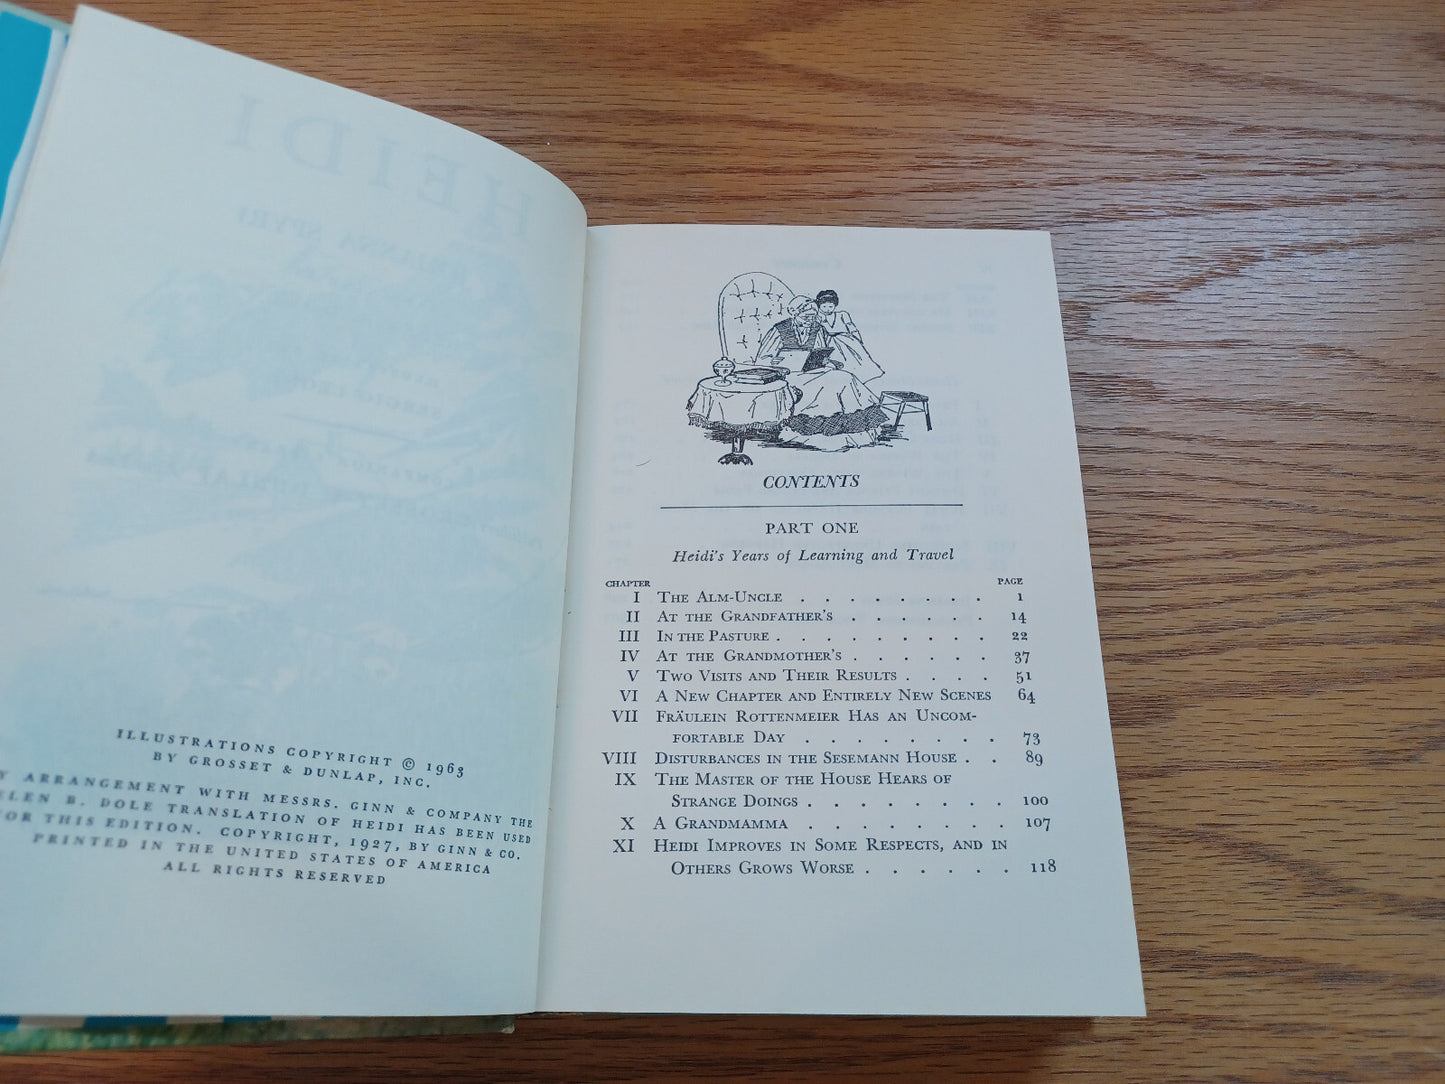 ILLUSTRATIONS COPYRIGHT © 1963
BY GROSSET & DUNLAP, INC.
ARRANGEMENT WITH MESSRS. GINN & COMPANY THE
B. DOLE TRANSLATION OF HEIDI HAS BEEN USED
FOR THIS EDITION. COPYRIGHT, 1927, BY GINN & CO.
PRINTED IN THE UNITED STATES OF AMERICA
ALL RIGHTS RESERVED
CONTENTS
PART ONE
Heidi's Years of Learning and Travel
CHAPTER PAGE
I THE ALM-UNCLE . . . . . . . . 1
II AT THE GRANDFATHER'S . . . . . . 14
III IN THE PASTURE . . . . . . . . 22
IV AT THE GRANDMOTHER'S . . . . . . 37
V TWO VISITS AND THEIR RESULTS . . . . 51
VI A NEW CHAPTER AND ENTIRELY NEW SCENES 64
VII FRÄULEIN ROTTENMEIER HAS AN UNCOM-
FORTABLE DAY . . . . . . . . 73
VIII DISTURBANCES IN THE SESEMANN HOUSE . . 89
IX THE MASTER OF THE HOUSE HEARS OF
STRANGE DOINGS . . . . . . . . 100
X A GRANDMAMMA . . . . . . . . 107
XI HEIDI IMPROVES IN SOME RESPECTS, AND IN
OTHERS GROWS WORSE . . . . . . 118